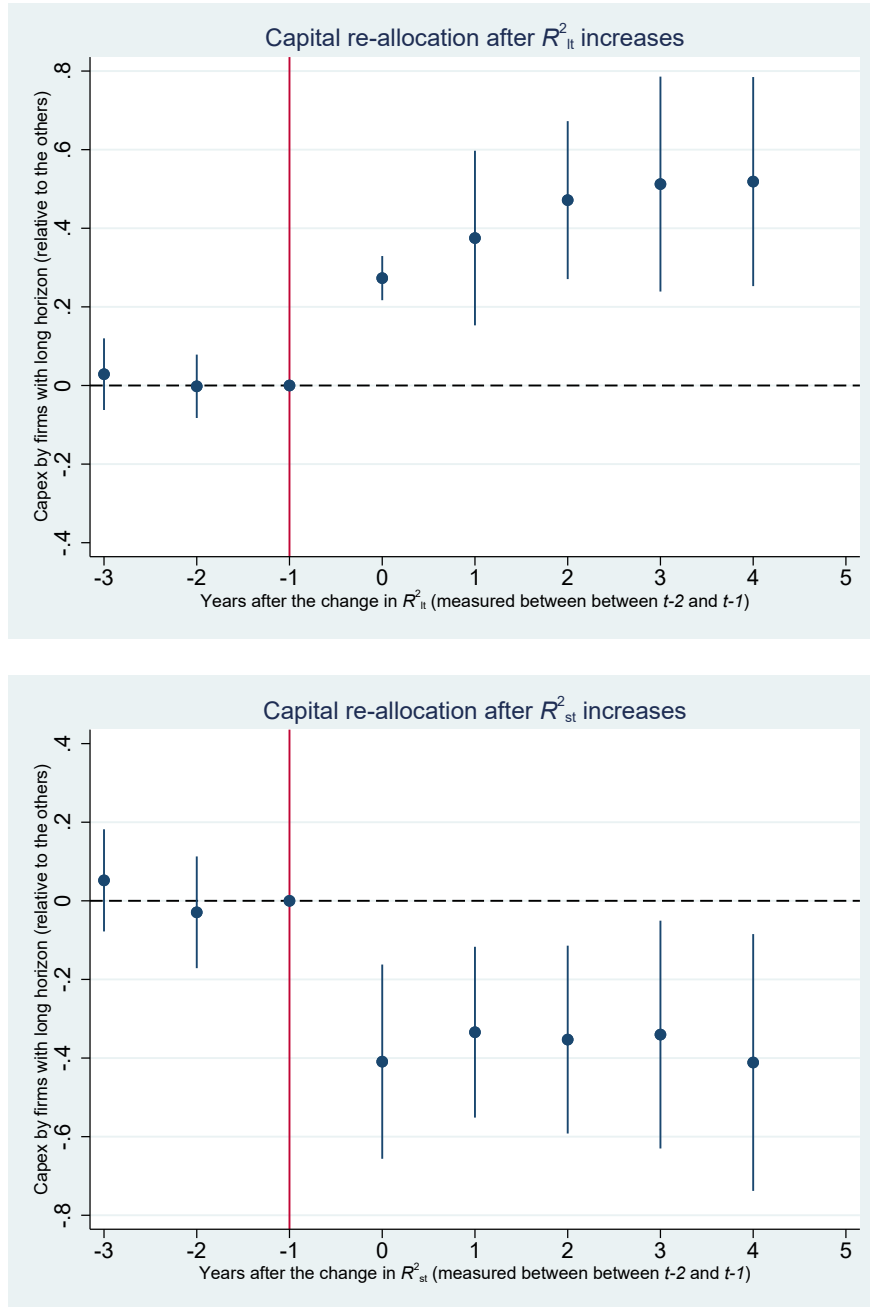 Capital re-allocation after R²lt increases
Capex by firms with long horizon (relative to the others)
.8
.6
.4
.2
0
-.2
-.4
-3 -2 -1 0 1 2 3 4 5
Years after the change in R²lt (measured between between t-2 and t-1)
Capital re-allocation after R²st increases
Capex by firms with long horizon (relative to the others)
.4
.2
0
-.2
-.4
-.6
-.8
-3 -2 -1 0 1 2 3 4 5
Years after the change in R²st (measured between between t-2 and t-1)